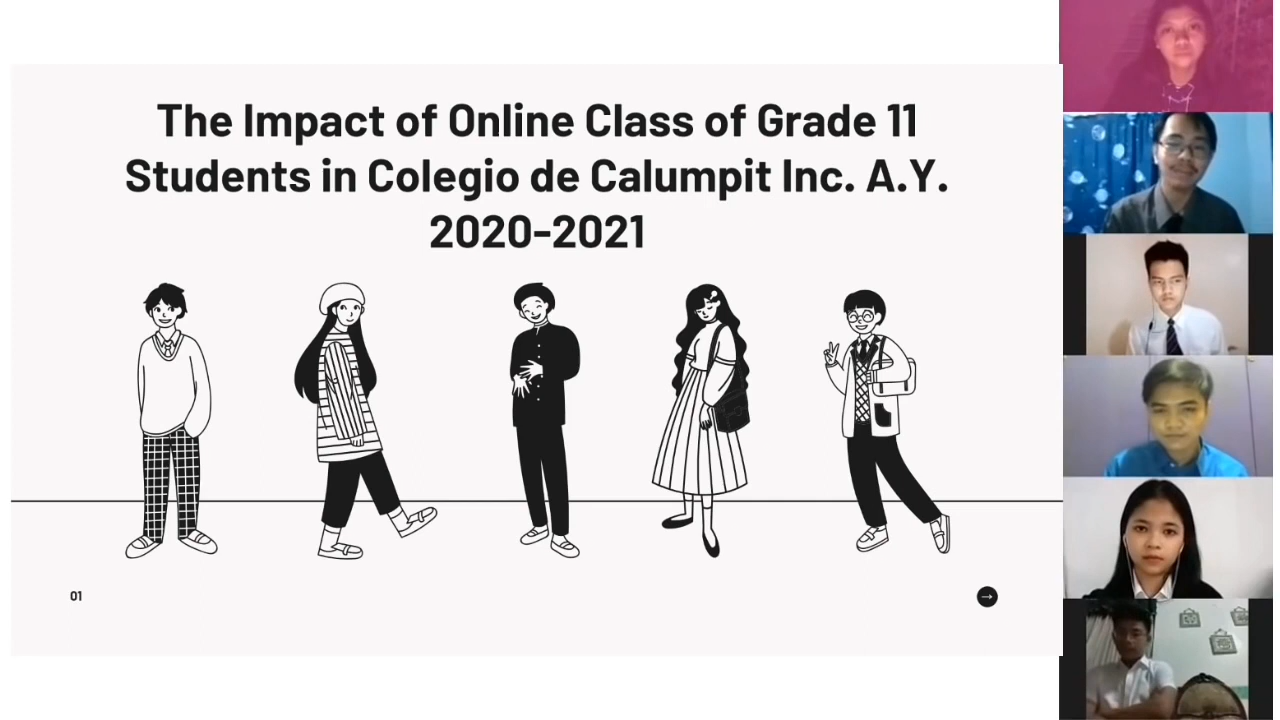 The Impact of Online Class of Grade 11
Students in Colegio de Calumpit Inc. A.Y.
2020-2021
01